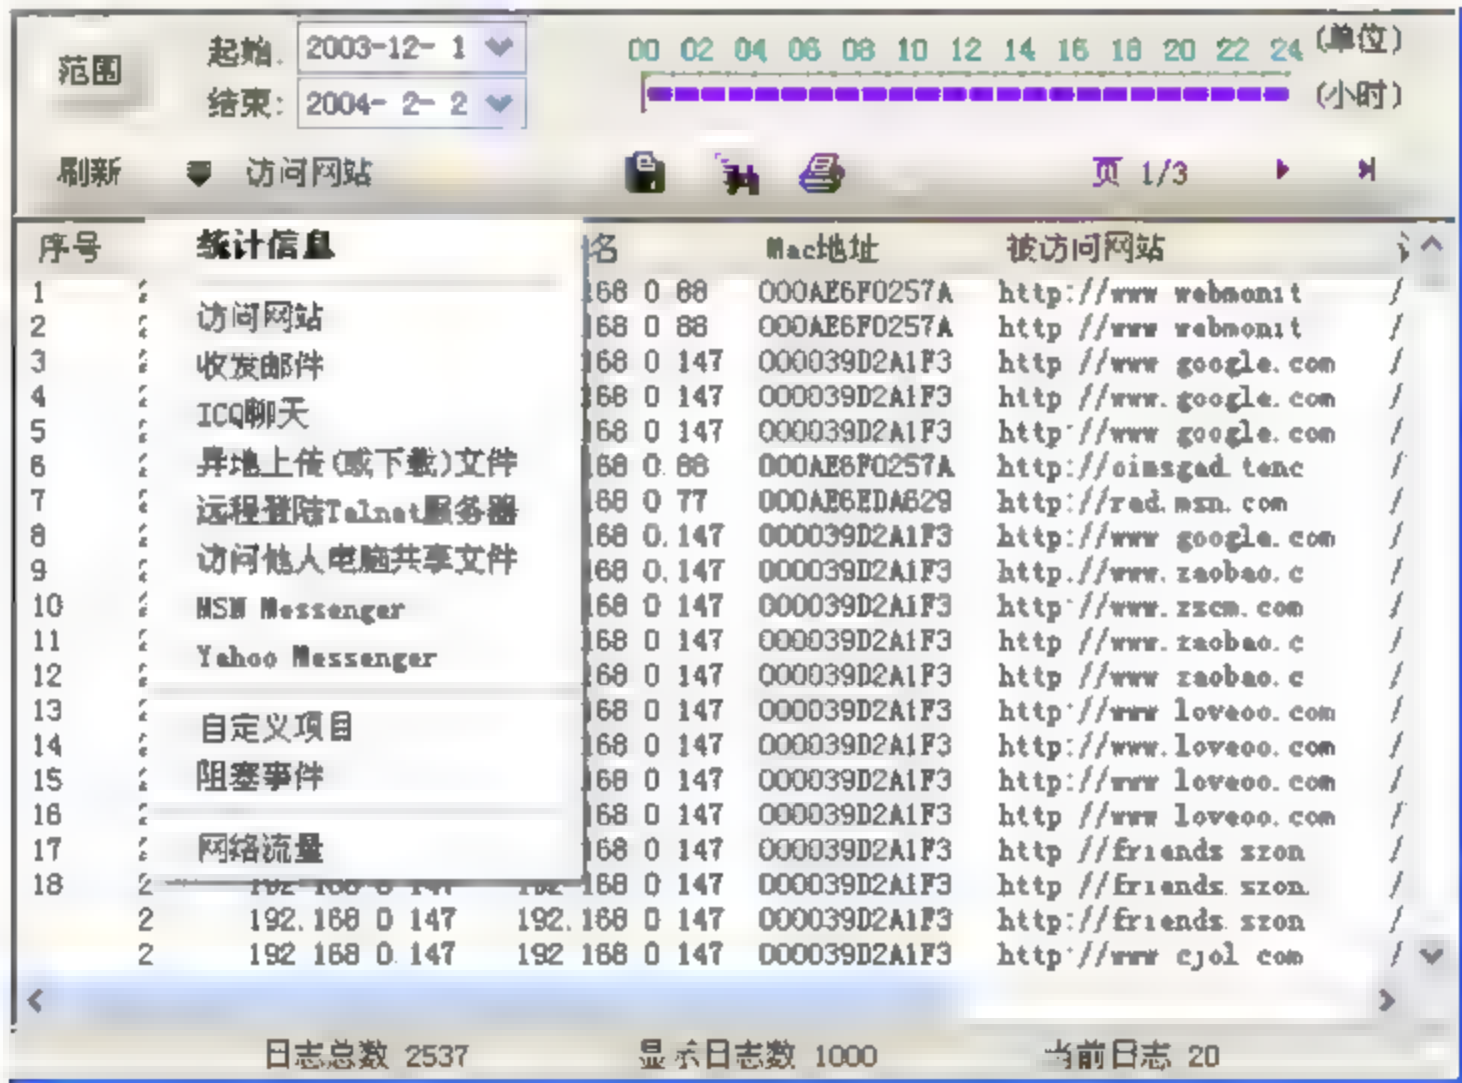 范围 起始: 2003-12- 1 00 02 04 06 08 10 12 14 16 18 20 22 24 (单位)
结束: 2004- 2- 2 (小时)
刷新 访问网站 页 1/3
序号 统计信息 名 Mac地址 被访问网站
1 168 0 88 000AE6F0257A http://www webmonit /
2 168 0 88 000AE6F0257A http //www webmonit /
3 168 0 147 000039D2A1F3 http //www google.com /
4 168 0 147 000039D2A1F3 http //www.google.com /
5 168 0 147 000039D2A1F3 http //www google.com /
6 168 0.88 000AE6F0257A http://cimsgad tenc /
7 168 0 77 000AE6EDA629 http://rad.msn.com /
8 168 0.147 000039D2A1F3 http://www google.com /
9 168 0.147 000039D2A1F3 http://www.zaobao.c /
10 168 0 147 000039D2A1F3 http //www.zscm.com /
11 168 0 147 000039D2A1F3 http //www.zaobao.c /
12 168 0 147 000039D2A1F3 http //www zaobao.c /
13 168 0 147 000039D2A1F3 http //www loveoo.com /
14 168 0 147 000039D2A1F3 http://www.loveoo.com /
15 168 0 147 000039D2A1F3 http://www loveoo.com /
16 168 0 147 000039D2A1F3 http //www loveoo.com /
17 168 0 147 000039D2A1F3 http //friends szon /
18 2 168 0 147 000039D2A1F3 http //friends szon. /
2 192.168 0 147 192.168 0 147 000039D2A1F3 http://friends szon /
2 192 168 0 147 192 168 0 147 000039D2A1F3 http //www cjol com /
访问网站
收发邮件
ICQ聊天
异地上传(或下载)文件
远程登陆Telnet服务器
访问他人电脑共享文件
MSN Messenger
Yahoo Messenger
自定义项目
阻塞事件
网络流量
日志总数 2537 显示日志数 1000 当前日志 20